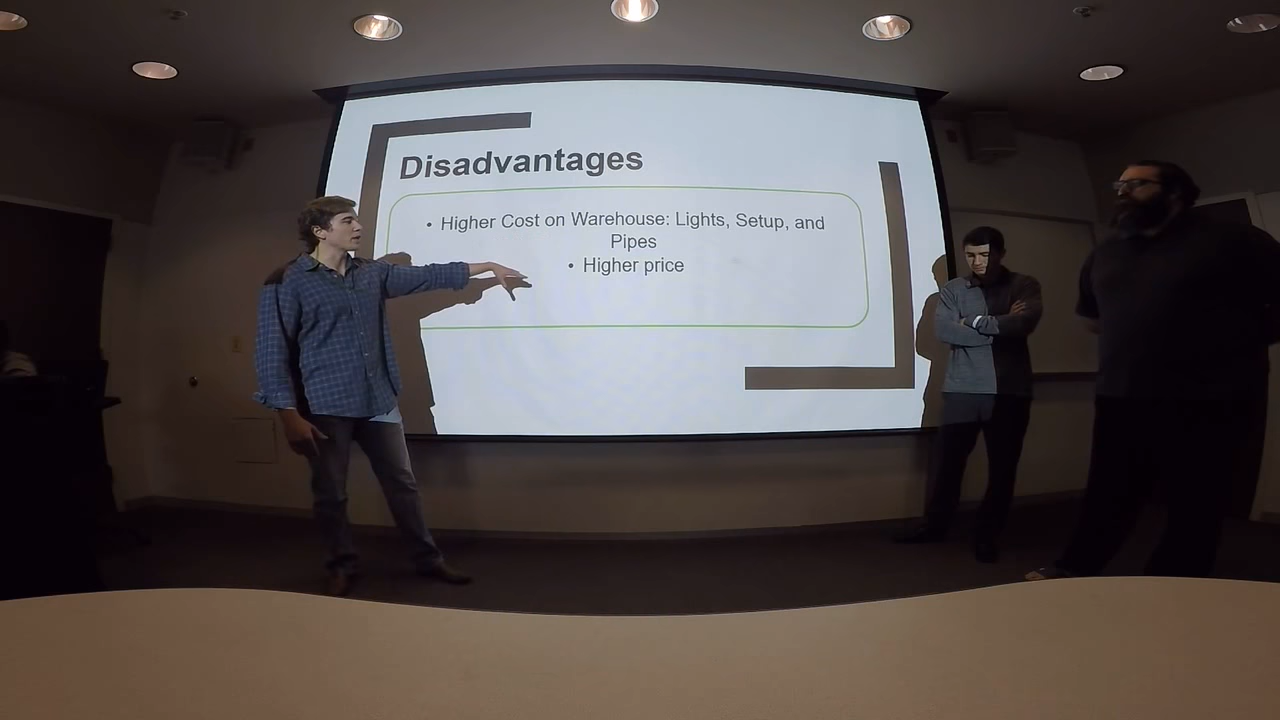 Disadvantages
• Higher Cost on Warehouse: Lights, Setup, and
Pipes
• Higher price